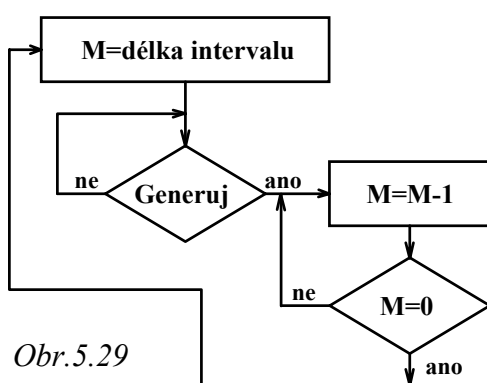 M=délka intervalu
ne
Generuj
ano
M=M-1
ne
M=0
Obr.5.29
ano